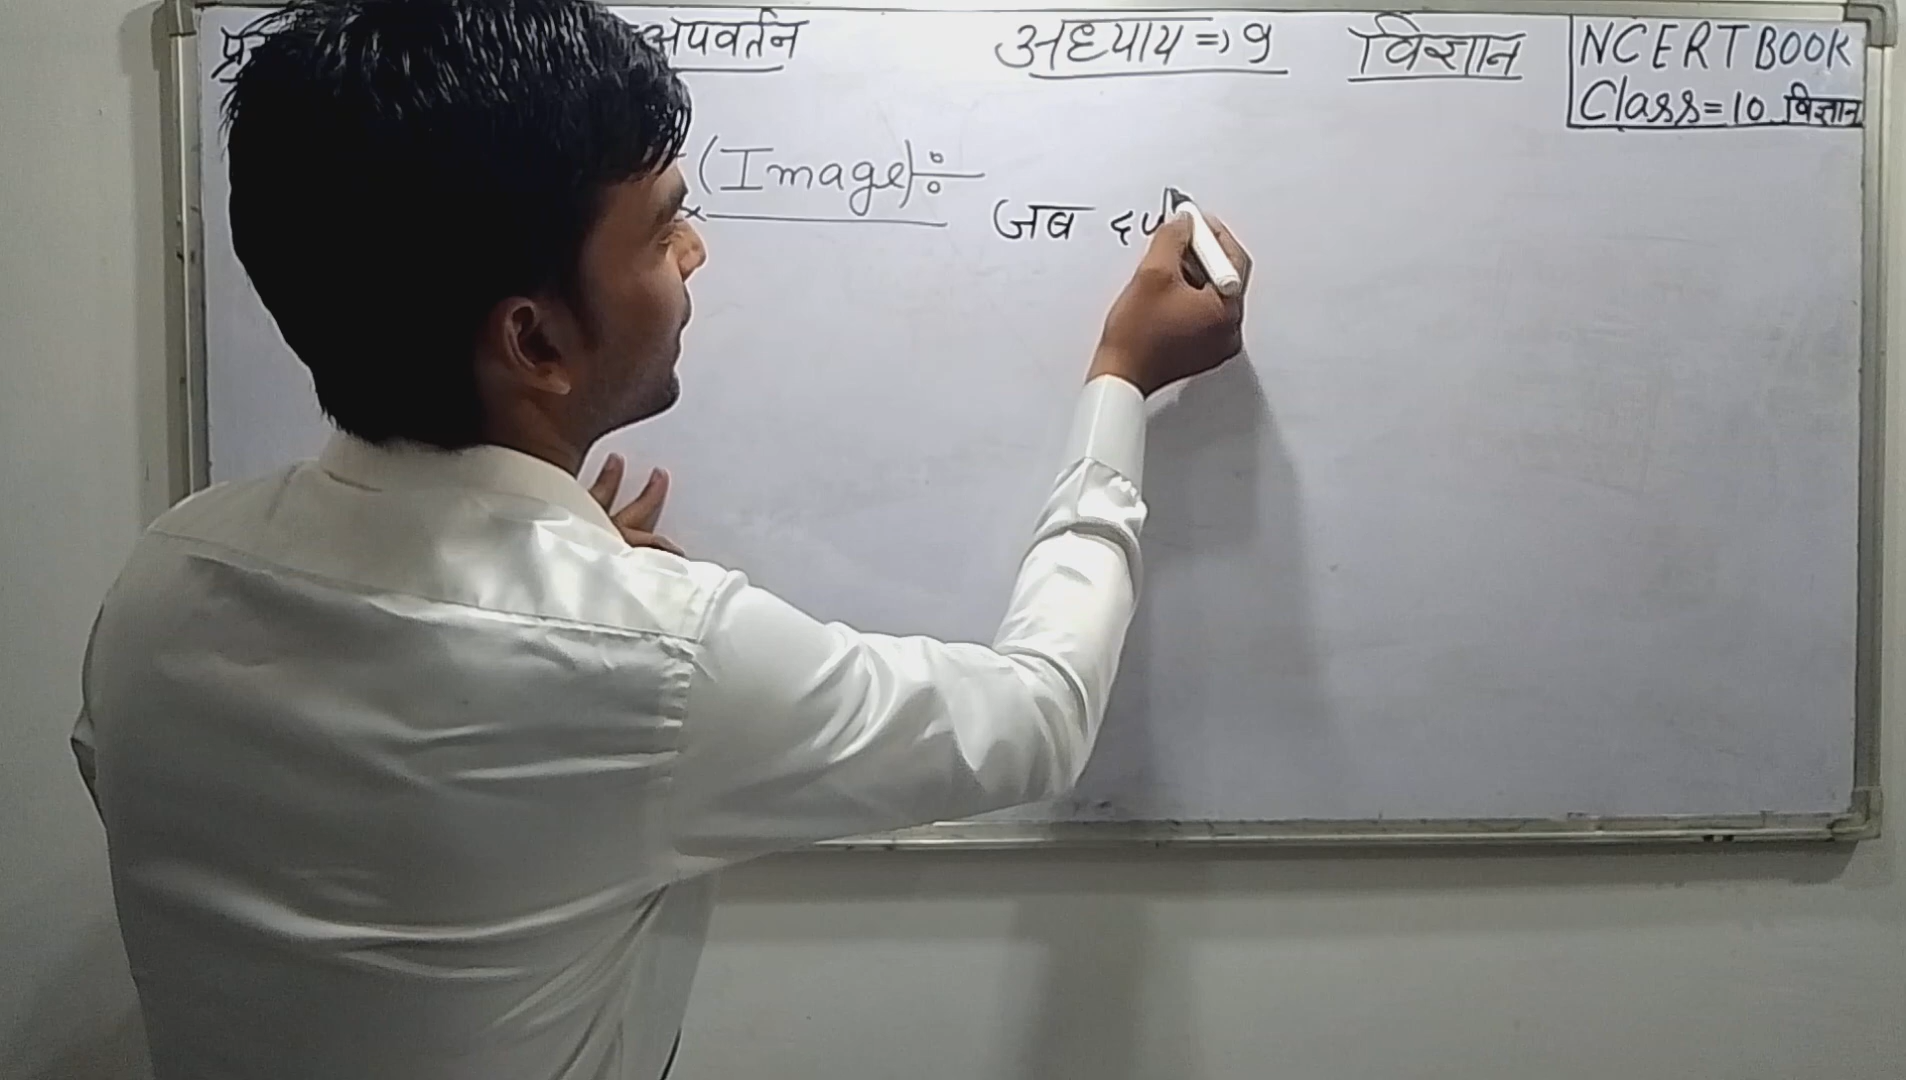 अपवर्तन अध्याय => 9 विज्ञान
NCERT BOOK
Class = 10 विज्ञान
(Image) ÷
जब